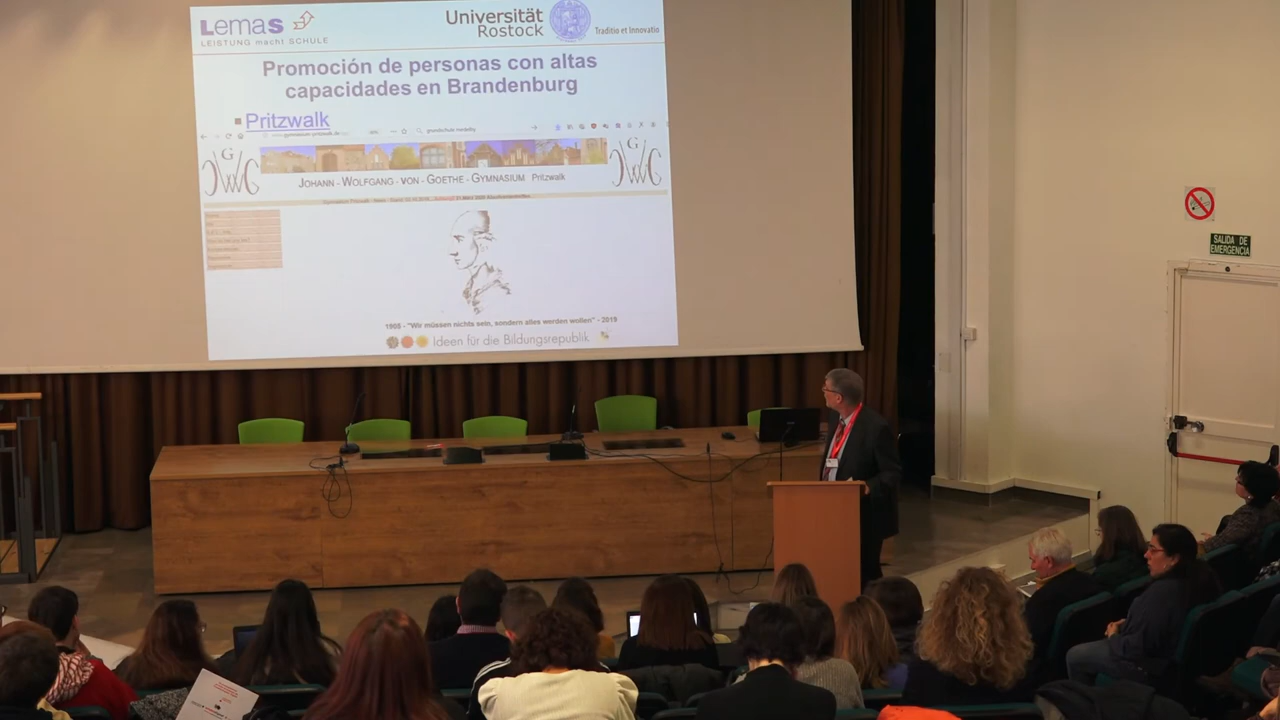 Lemas
LEISTUNG macht SCHULE
Universität
Rostock
Traditio et Innovatio
Promoción de personas con altas
capacidades en Brandenburg
Pritzwalk
G
JOHANN - WOLFGANG - VON - GOETHE - GYMNASIUM Pritzwalk
G
"Wir müssen nichts sein, sondern alles werden wollen" - 2019
Ideen für die Bildungsrepublik
SALIDA DE
EMERGENCIA